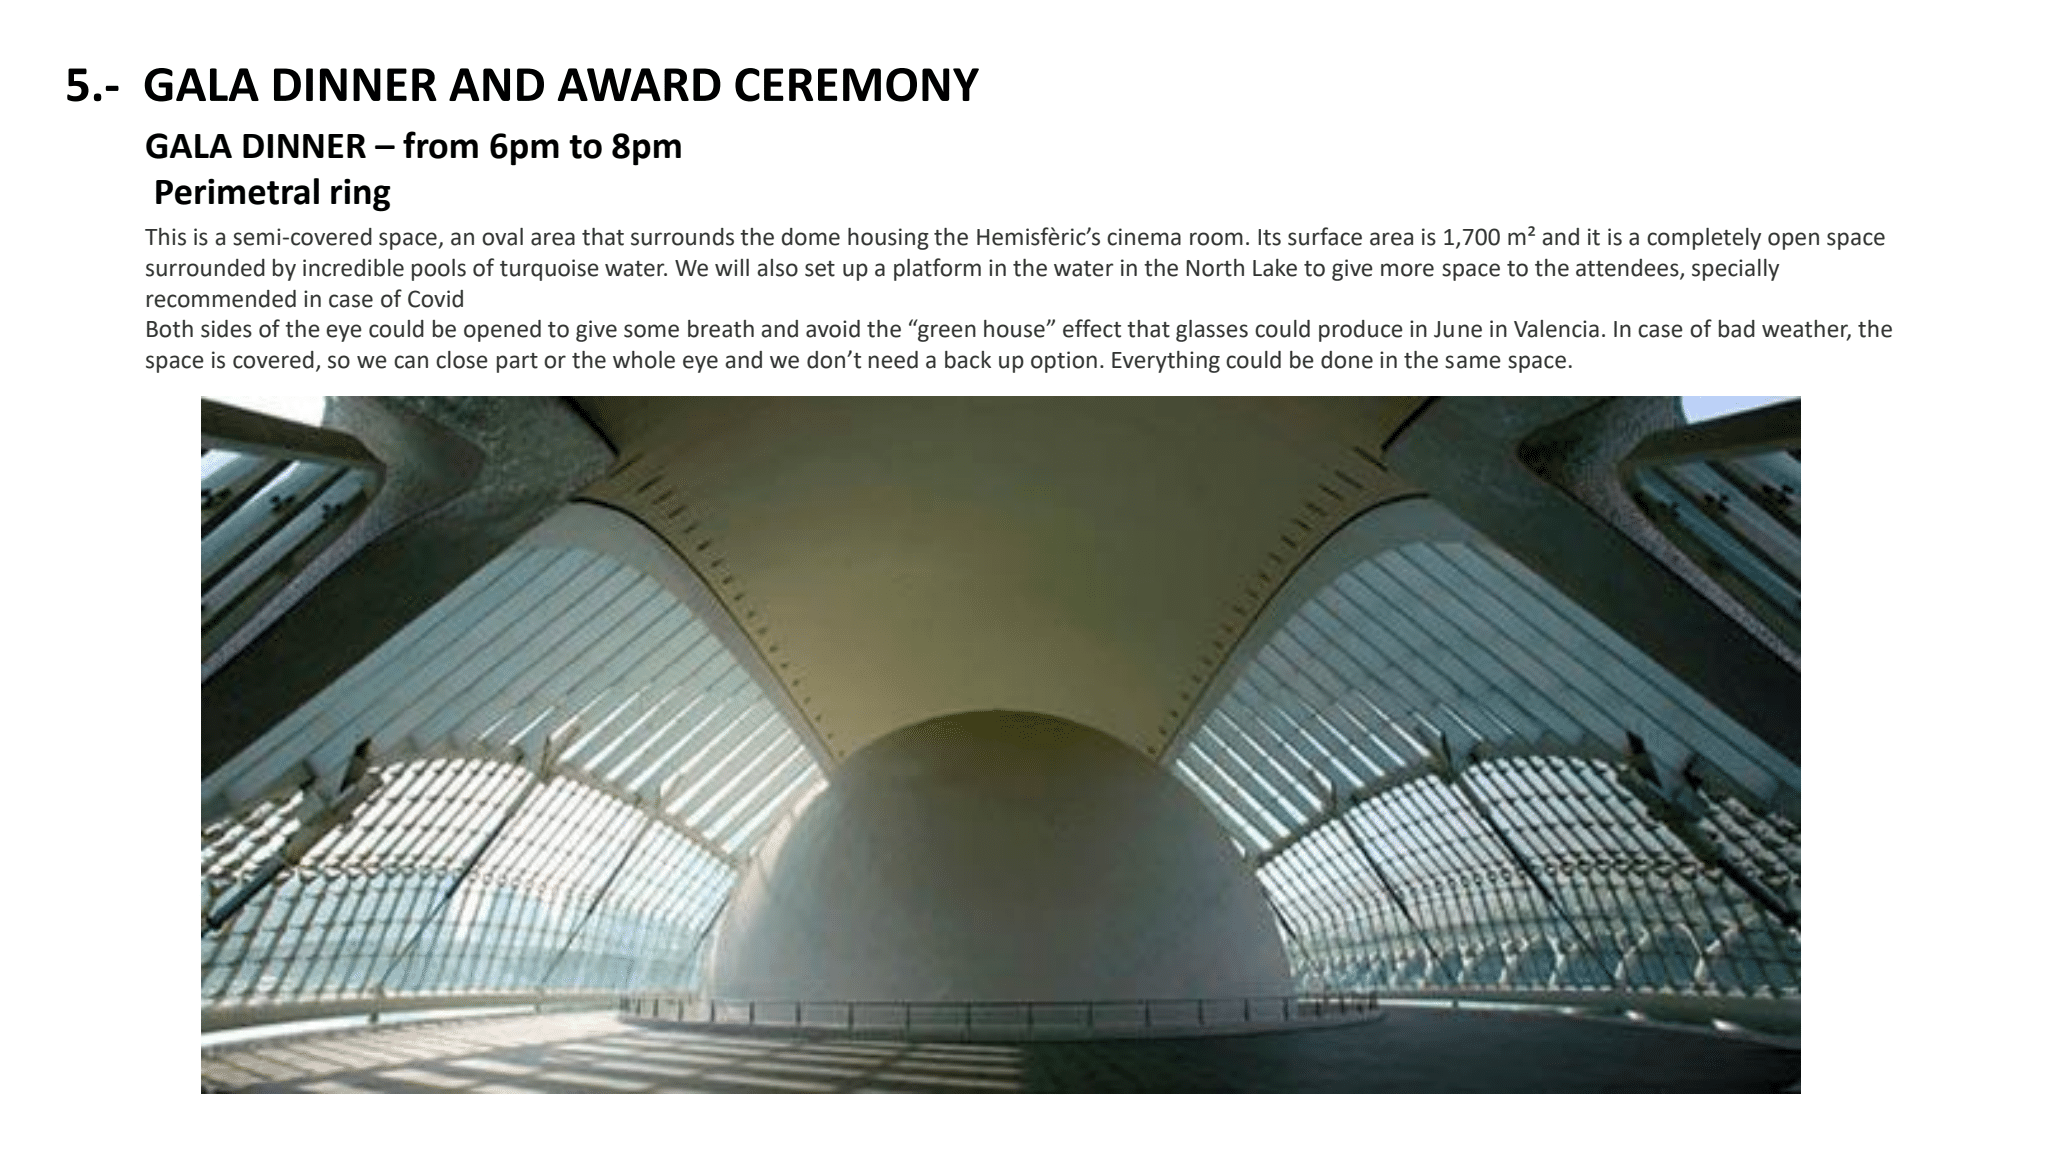 5.- GALA DINNER AND AWARD CEREMONY
GALA DINNER – from 6pm to 8pm
Perimetral ring
This is a semi-covered space, an oval area that surrounds the dome housing the Hemisfèric’s cinema room. Its surface area is 1,700 m² and it is a completely open space
surrounded by incredible pools of turquoise water. We will also set up a platform in the water in the North Lake to give more space to the attendees, specially
recommended in case of Covid
Both sides of the eye could be opened to give some breath and avoid the “green house” effect that glasses could produce in June in Valencia. In case of bad weather, the
space is covered, so we can close part or the whole eye and we don’t need a back up option. Everything could be done in the same space.